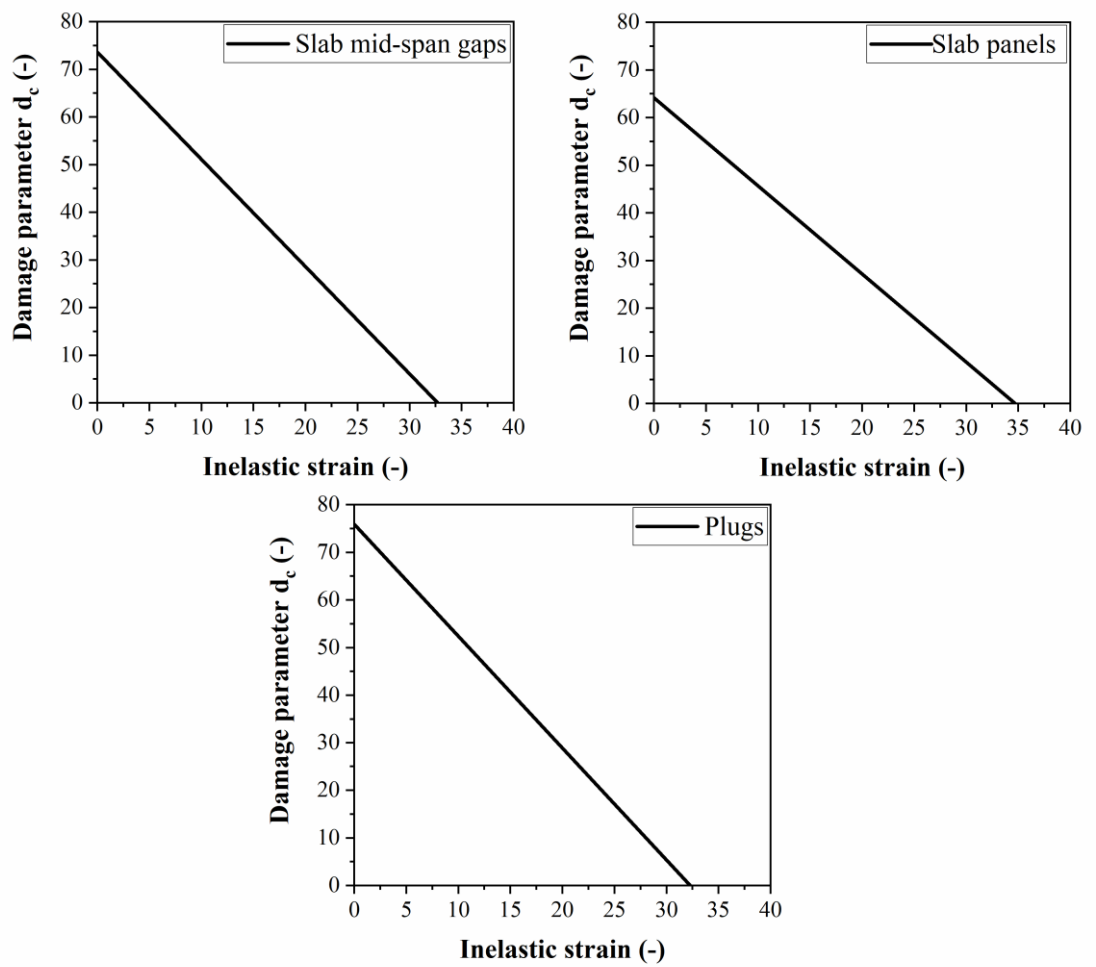 Slab mid-span gaps
Damage parameter d_c (-)
80
70
60
50
40
30
20
10
0
0 5 10 15 20 25 30 35 40
Inelastic strain (-)
Slab panels
Damage parameter d_c (-)
80
70
60
50
40
30
20
10
0
0 5 10 15 20 25 30 35 40
Inelastic strain (-)
Plugs
Damage parameter d_c (-)
80
70
60
50
40
30
20
10
0
0 5 10 15 20 25 30 35 40
Inelastic strain (-)